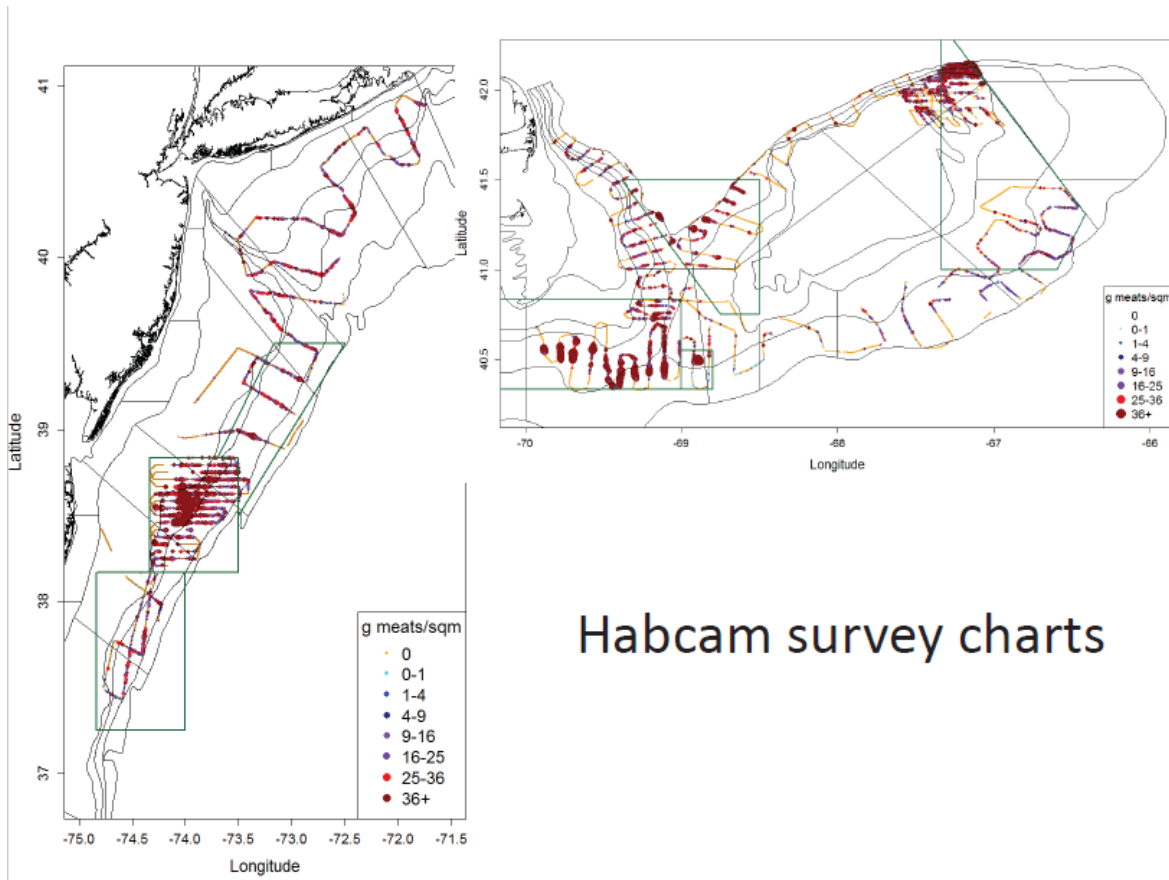 41
40
39
38
37
Latitude
-75.0 -74.5 -74.0 -73.5 -73.0 -72.5 -72.0 -71.5
Longitude
g meats/sqm
0
0-1
1-4
4-9
9-16
16-25
25-36
36+
42.0
41.5
41.0
40.5
Latitude
-70 -69 -68 -67 -66
Longitude
g meats/sqm
0
0-1
1-4
4-9
9-16
16-25
25-36
36+
Habcam survey charts